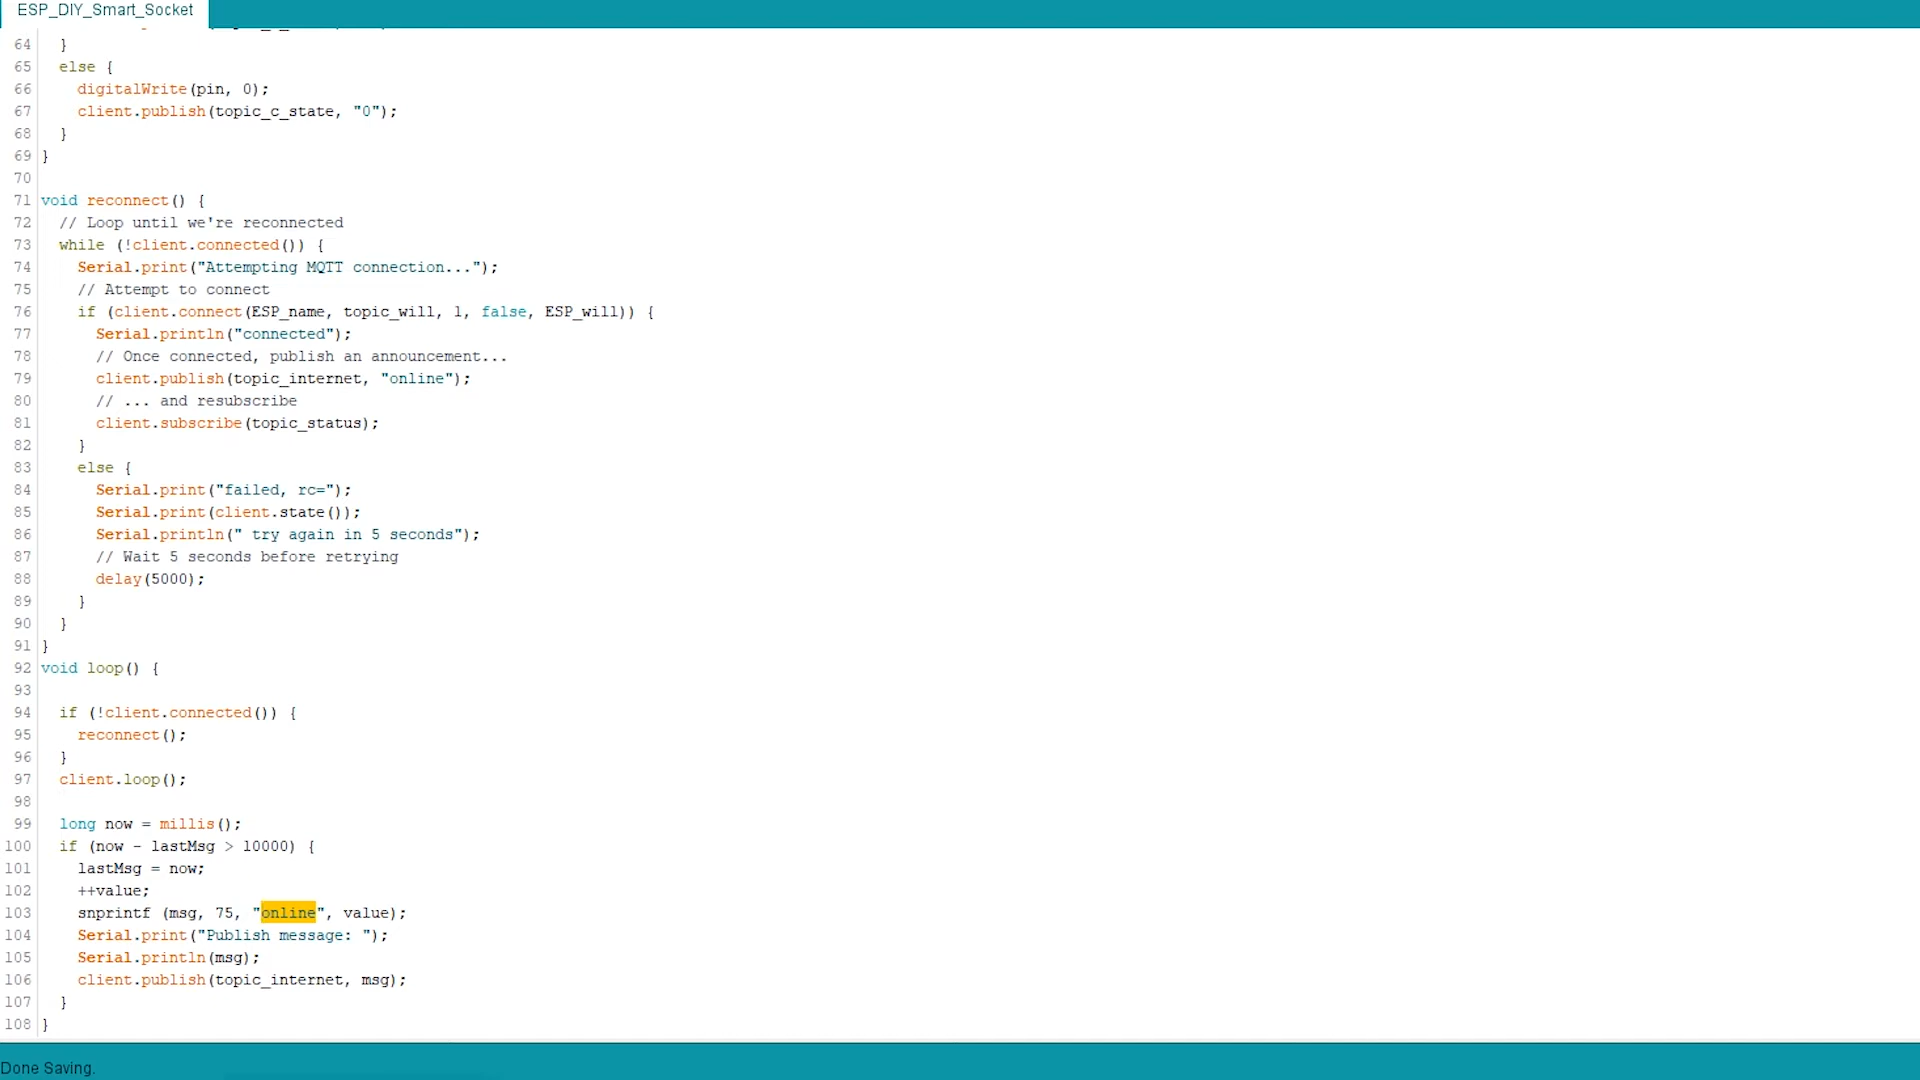 ESP_DIY_Smart_Socket
64 }
65 else {
66 digitalWrite(pin, 0);
67 client.publish(topic_c_state, "0");
68 }
69 }
70
71 void reconnect() {
72 // Loop until we're reconnected
73 while (!client.connected()) {
74 Serial.print("Attempting MQTT connection...");
75 // Attempt to connect
76 if (client.connect(ESP_name, topic_will, 1, false, ESP_will)) {
77 Serial.println("connected");
78 // Once connected, publish an announcement...
79 client.publish(topic_internet, "online");
80 // ... and resubscribe
81 client.subscribe(topic_status);
82 }
83 else {
84 Serial.print("failed, rc=");
85 Serial.print(client.state());
86 Serial.println(" try again in 5 seconds");
87 // Wait 5 seconds before retrying
88 delay(5000);
89 }
90 }
91 }
92 void loop() {
93
94 if (!client.connected()) {
95 reconnect();
96 }
97 client.loop();
98
99 long now = millis();
100 if (now - lastMsg > 10000) {
101 lastMsg = now;
102 ++value;
103 snprintf (msg, 75, "online", value);
104 Serial.print("Publish message: ");
105 Serial.println(msg);
106 client.publish(topic_internet, msg);
107 }
108 }
Done Saving.